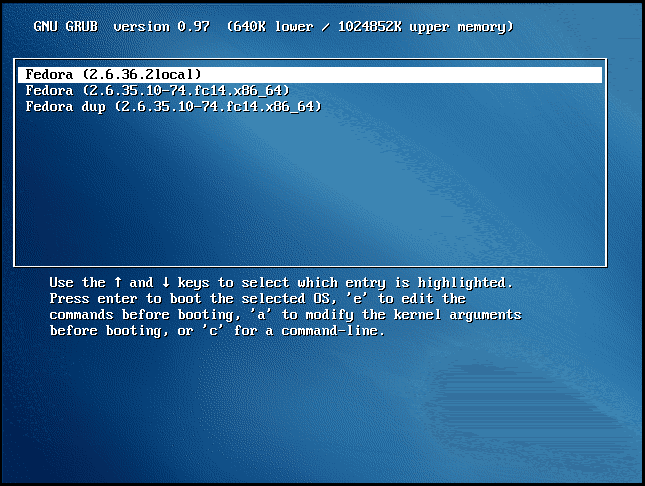 GNU GRUB  version 0.97  (640K lower / 1024852K upper memory)
Fedora (2.6.36.2local)
Fedora (2.6.35.10-74.fc14.x86_64)
Fedora dup (2.6.35.10-74.fc14.x86_64)
Use the ↑ and ↓ keys to select which entry is highlighted.
Press enter to boot the selected OS, 'e' to edit the
commands before booting, 'a' to modify the kernel arguments
before booting, or 'c' for a command-line.